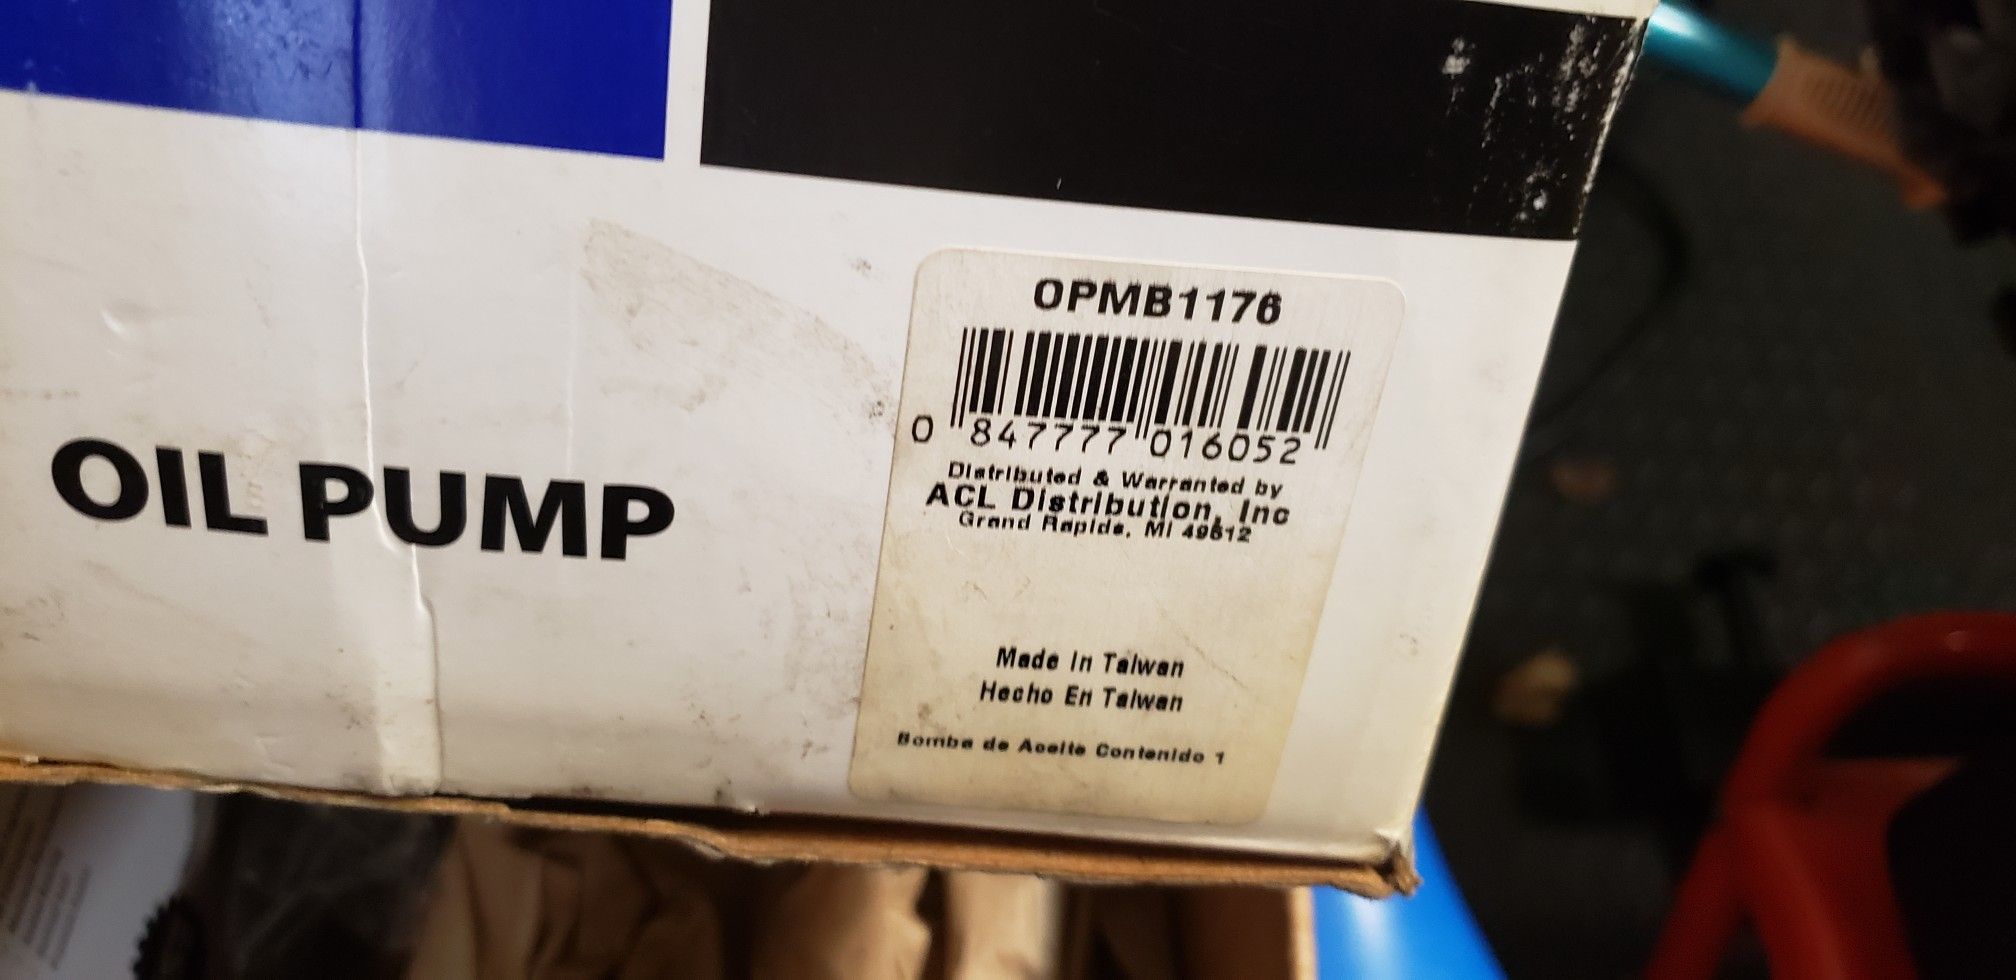 OIL PUMP
OPMB1176
0 847777 016052
Distributed & Warranted by
ACL Distribution, Inc
Grand Rapids, MI 49512
Made In Taiwan
Hecho En Taiwan
Bomba de Aceite Contenido 1